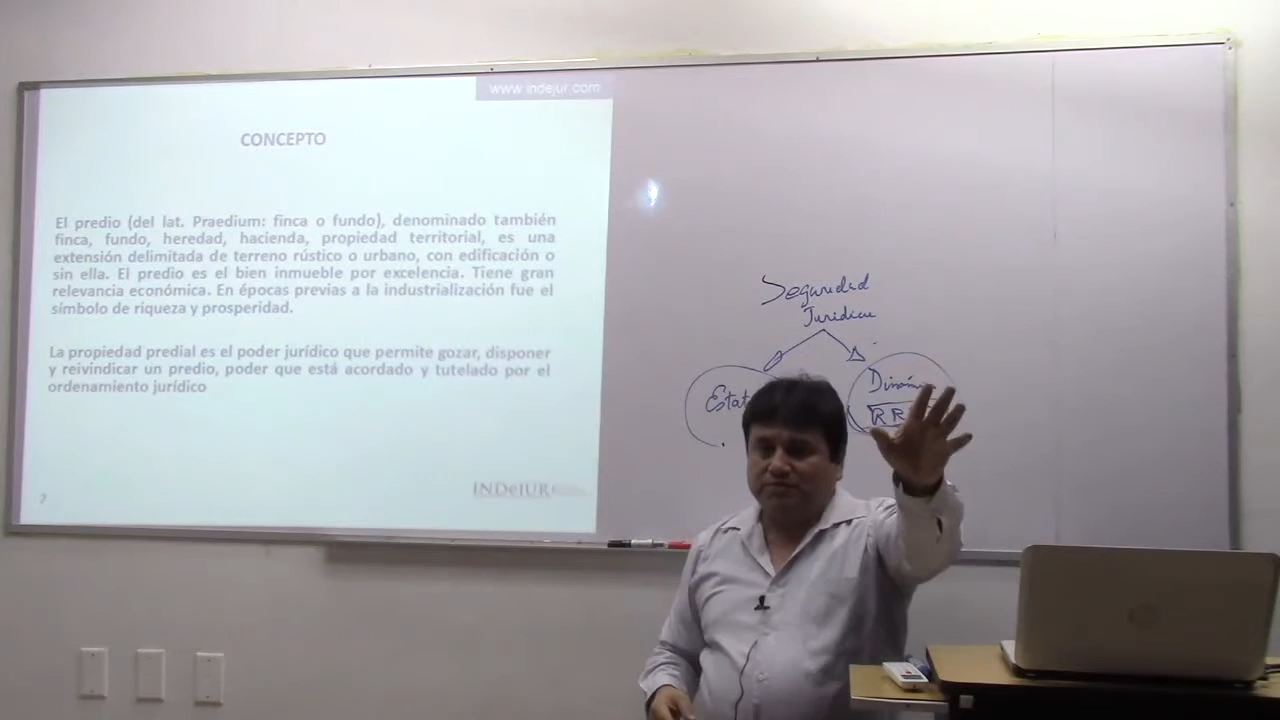 www.indejur.com
CONCEPTO
El predio (del lat. Praedium: finca o fundo), denominado también
finca, fundo, heredad, hacienda, propiedad territorial, es una
extensión delimitada de terreno rústico o urbano, con edificación o
sin ella. El predio es el bien inmueble por excelencia. Tiene gran
relevancia económica. En épocas previas a la industrialización fue el
símbolo de riqueza y prosperidad.
La propiedad predial es el poder jurídico que permite gozar, disponer
y reivindicar un predio, poder que está acordado y tutelado por el
ordenamiento jurídico
INDeJUR
Seguridad